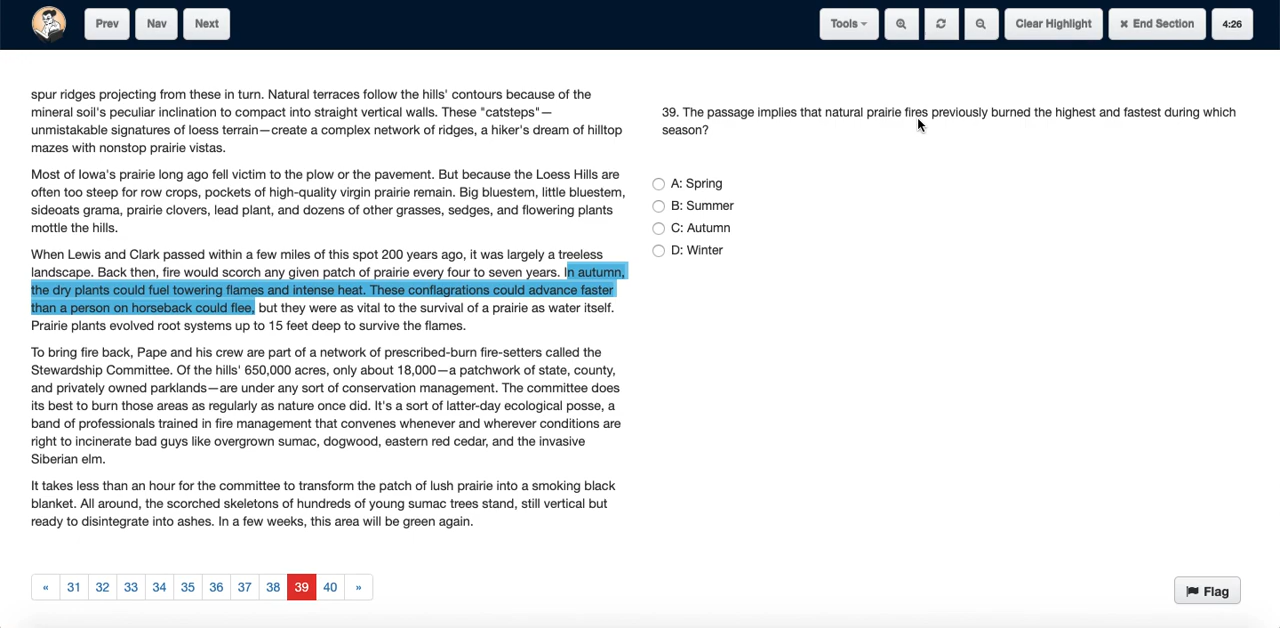 Prev Nav Next Tools Clear Highlight ✖ End Section 4:26
spur ridges projecting from these in turn. Natural terraces follow the hills' contours because of the
mineral soil's peculiar inclination to compact into straight vertical walls. These "catsteps"—
unmistakable signatures of loess terrain—create a complex network of ridges, a hiker's dream of hilltop
mazes with nonstop prairie vistas.
Most of Iowa's prairie long ago fell victim to the plow or the pavement. But because the Loess Hills are
often too steep for row crops, pockets of high-quality virgin prairie remain. Big bluestem, little bluestem,
sideoats grama, prairie clovers, lead plant, and dozens of other grasses, sedges, and flowering plants
mottle the hills.
When Lewis and Clark passed within a few miles of this spot 200 years ago, it was largely a treeless
landscape. Back then, fire would scorch any given patch of prairie every four to seven years. In autumn,
the dry plants could fuel towering flames and intense heat. These conflagrations could advance faster
than a person on horseback could flee, but they were as vital to the survival of a prairie as water itself.
Prairie plants evolved root systems up to 15 feet deep to survive the flames.
To bring fire back, Pape and his crew are part of a network of prescribed-burn fire-setters called the
Stewardship Committee. Of the hills' 650,000 acres, only about 18,000—a patchwork of state, county,
and privately owned parklands—are under any sort of conservation management. The committee does
its best to burn those areas as regularly as nature once did. It's a sort of latter-day ecological posse, a
band of professionals trained in fire management that convenes whenever and wherever conditions are
right to incinerate bad guys like overgrown sumac, dogwood, eastern red cedar, and the invasive
Siberian elm.
It takes less than an hour for the committee to transform the patch of lush prairie into a smoking black
blanket. All around, the scorched skeletons of hundreds of young sumac trees stand, still vertical but
ready to disintegrate into ashes. In a few weeks, this area will be green again.
39. The passage implies that natural prairie fires previously burned the highest and fastest during which
season?
A: Spring
B: Summer
C: Autumn
D: Winter
« 31 32 33 34 35 36 37 38 39 40 »
Flag